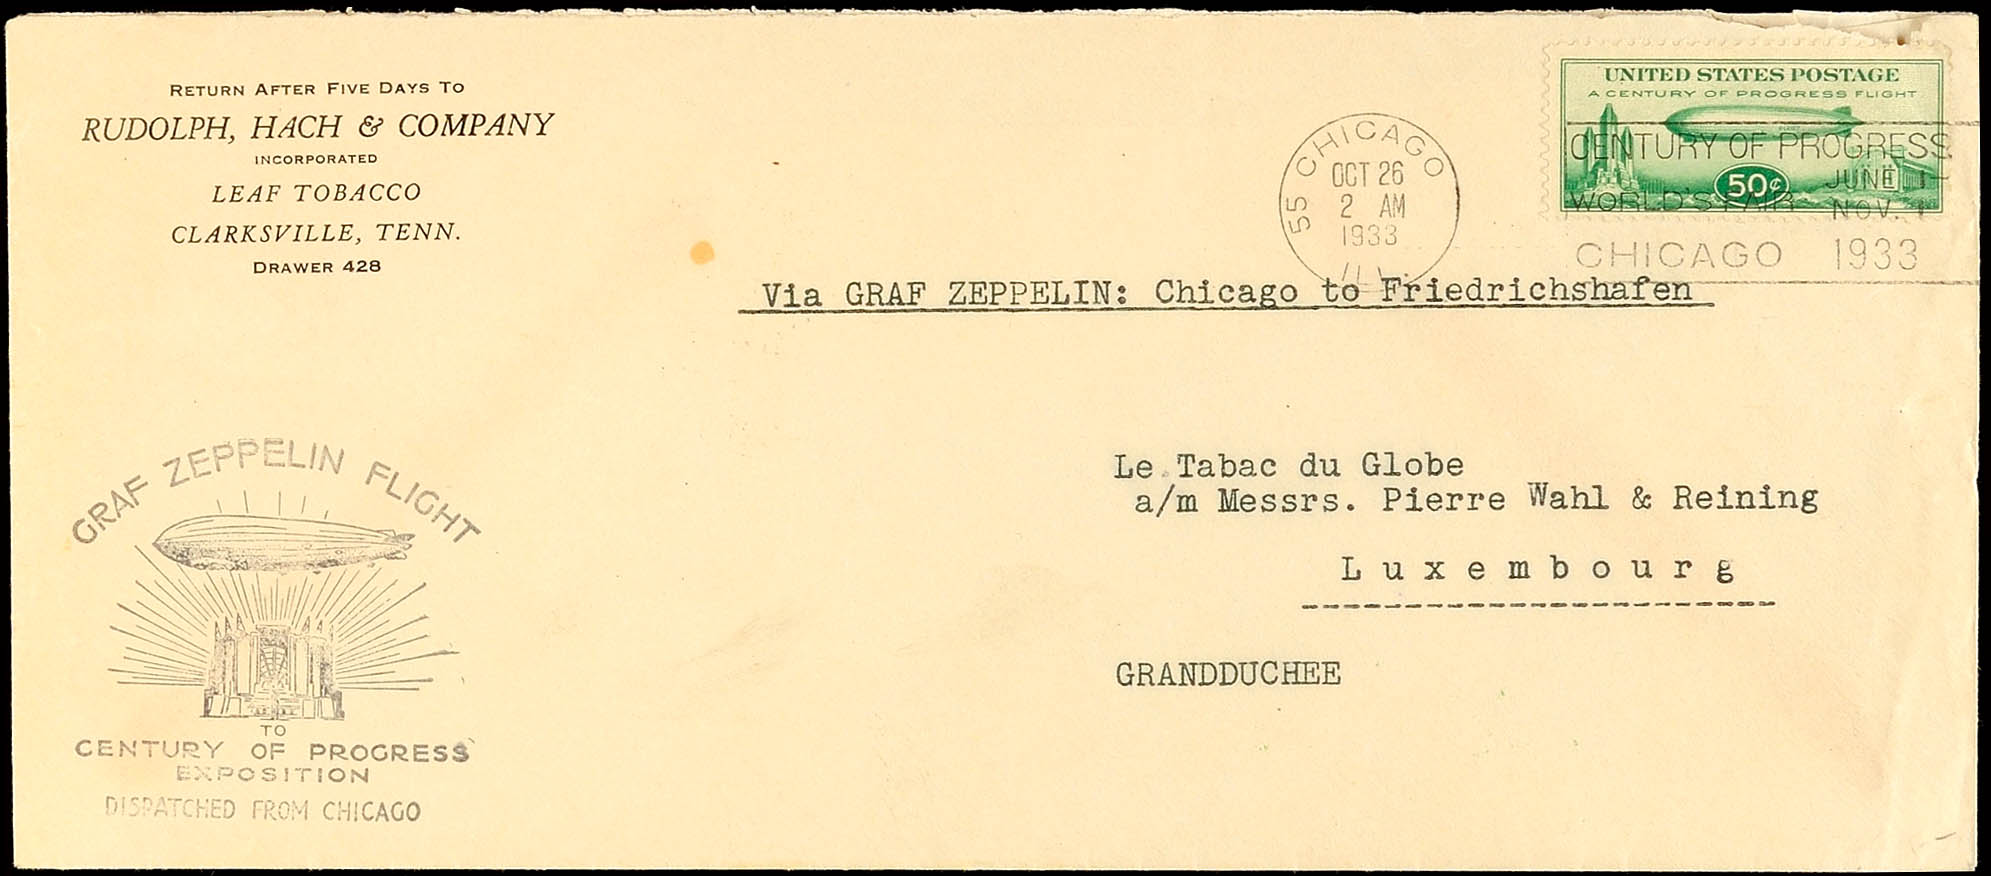 RETURN AFTER FIVE DAYS TO
RUDOLPH, HACH & COMPANY
INCORPORATED
LEAF TOBACCO
CLARKSVILLE, TENN.
DRAWER 428
UNITED STATES POSTAGE
A CENTURY OF PROGRESS FLIGHT
50¢
55 CHICAGO
OCT 26
2 AM
1933
ILL.
CENTURY OF PROGRESS
WORLD'S FAIR
JUNE 1-
NOV. 1
CHICAGO 1933
Via GRAF ZEPPELIN: Chicago to Friedrichshafen
Le Tabac du Globe
a/m Messrs. Pierre Wahl & Reining
Luxembourg
GRANDDUCHEE
GRAF ZEPPELIN FLIGHT
TO
CENTURY OF PROGRESS
EXPOSITION
DISPATCHED FROM CHICAGO